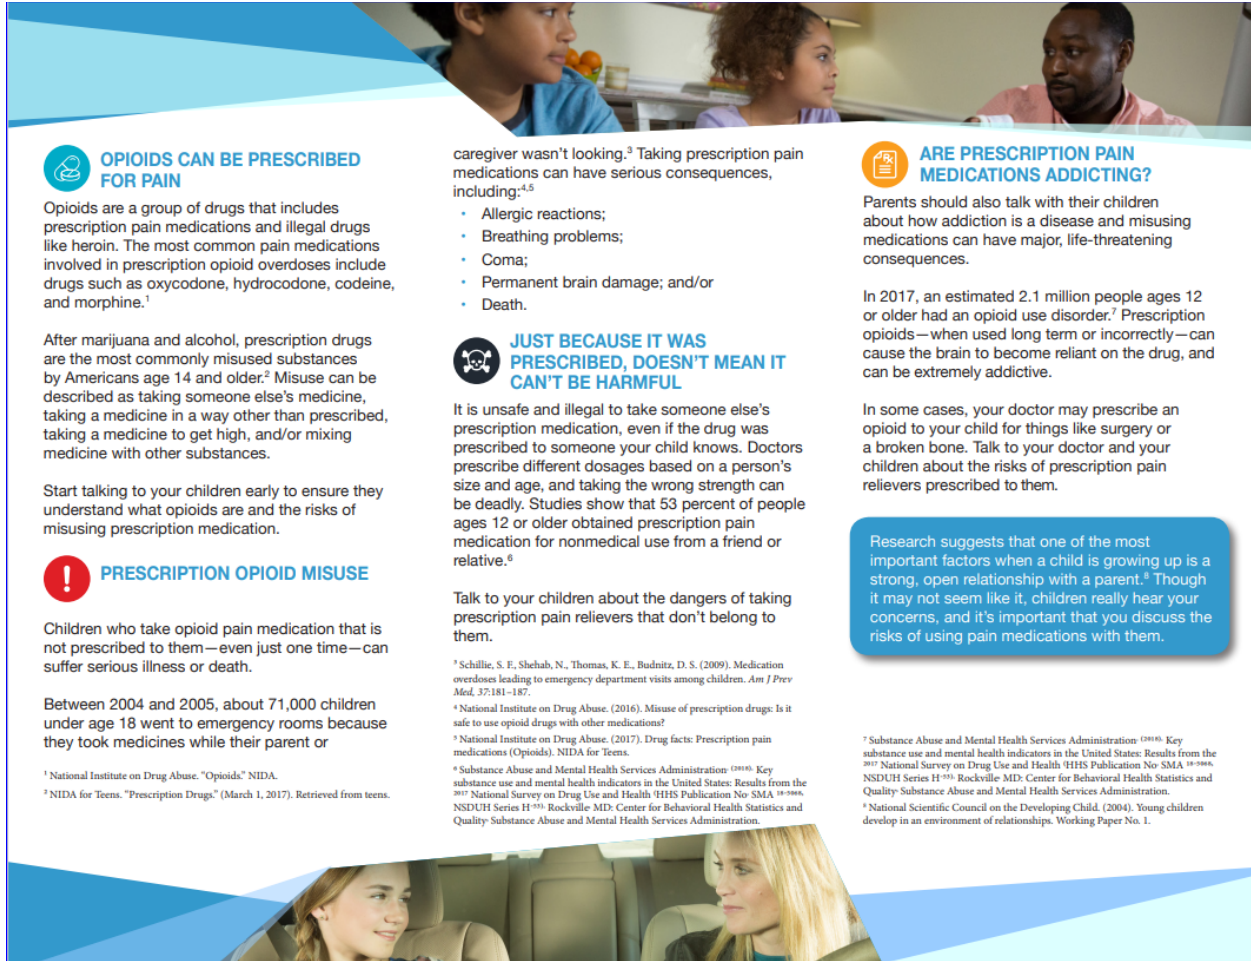 OPIOIDS CAN BE PRESCRIBED
FOR PAIN
Opioids are a group of drugs that includes
prescription pain medications and illegal drugs
like heroin. The most common pain medications
involved in prescription opioid overdoses include
drugs such as oxycodone, hydrocodone, codeine,
and morphine.¹
After marijuana and alcohol, prescription drugs
are the most commonly misused substances
by Americans age 14 and older.² Misuse can be
described as taking someone else’s medicine,
taking a medicine in a way other than prescribed,
taking a medicine to get high, and/or mixing
medicine with other substances.
Start talking to your children early to ensure they
understand what opioids are and the risks of
misusing prescription medication.
!
PRESCRIPTION OPIOID MISUSE
Children who take opioid pain medication that is
not prescribed to them—even just one time—can
suffer serious illness or death.
Between 2004 and 2005, about 71,000 children
under age 18 went to emergency rooms because
they took medicines while their parent or
¹ National Institute on Drug Abuse. “Opioids.” NIDA.
² NIDA for Teens. “Prescription Drugs.” (March 1, 2017). Retrieved from teens.
caregiver wasn’t looking.³ Taking prescription pain
medications can have serious consequences,
including:⁴,⁵
• Allergic reactions;
• Breathing problems;
• Coma;
• Permanent brain damage; and/or
• Death.
JUST BECAUSE IT WAS
PRESCRIBED, DOESN’T MEAN IT
CAN’T BE HARMFUL
It is unsafe and illegal to take someone else’s
prescription medication, even if the drug was
prescribed to someone your child knows. Doctors
prescribe different dosages based on a person’s
size and age, and taking the wrong strength can
be deadly. Studies show that 53 percent of people
ages 12 or older obtained prescription pain
medication for nonmedical use from a friend or
relative.⁶
Talk to your children about the dangers of taking
prescription pain relievers that don’t belong to
them.
³ Schillie, S. F., Shehab, N., Thomas, K. E., Budnitz, D. S. (2009). Medication
overdoses leading to emergency department visits among children. Am J Prev
Med, 37:181–187.
⁴ National Institute on Drug Abuse. (2016). Misuse of prescription drugs: Is it
safe to use opioid drugs with other medications?
⁵ National Institute on Drug Abuse. (2017). Drug facts: Prescription pain
medications (Opioids). NIDA for Teens.
⁶ Substance Abuse and Mental Health Services Administration. (2018). Key
substance use and mental health indicators in the United States: Results from the
2017 National Survey on Drug Use and Health (HHS Publication No. SMA 18-5068,
NSDUH Series H-53). Rockville, MD: Center for Behavioral Health Statistics and
Quality, Substance Abuse and Mental Health Services Administration.
Rx
ARE PRESCRIPTION PAIN
MEDICATIONS ADDICTING?
Parents should also talk with their children
about how addiction is a disease and misusing
medications can have major, life-threatening
consequences.
In 2017, an estimated 2.1 million people ages 12
or older had an opioid use disorder.⁷ Prescription
opioids—when used long term or incorrectly—can
cause the brain to become reliant on the drug, and
can be extremely addictive.
In some cases, your doctor may prescribe an
opioid to your child for things like surgery or
a broken bone. Talk to your doctor and your
children about the risks of prescription pain
relievers prescribed to them.
Research suggests that one of the most
important factors when a child is growing up is a
strong, open relationship with a parent.⁸ Though
it may not seem like it, children really hear your
concerns, and it’s important that you discuss the
risks of using pain medications with them.
⁷ Substance Abuse and Mental Health Services Administration. (2018). Key
substance use and mental health indicators in the United States: Results from the
2017 National Survey on Drug Use and Health (HHS Publication No. SMA 18-5068,
NSDUH Series H-53). Rockville, MD: Center for Behavioral Health Statistics and
Quality, Substance Abuse and Mental Health Services Administration.
⁸ National Scientific Council on the Developing Child. (2004). Young children
develop in an environment of relationships. Working Paper No. 1.